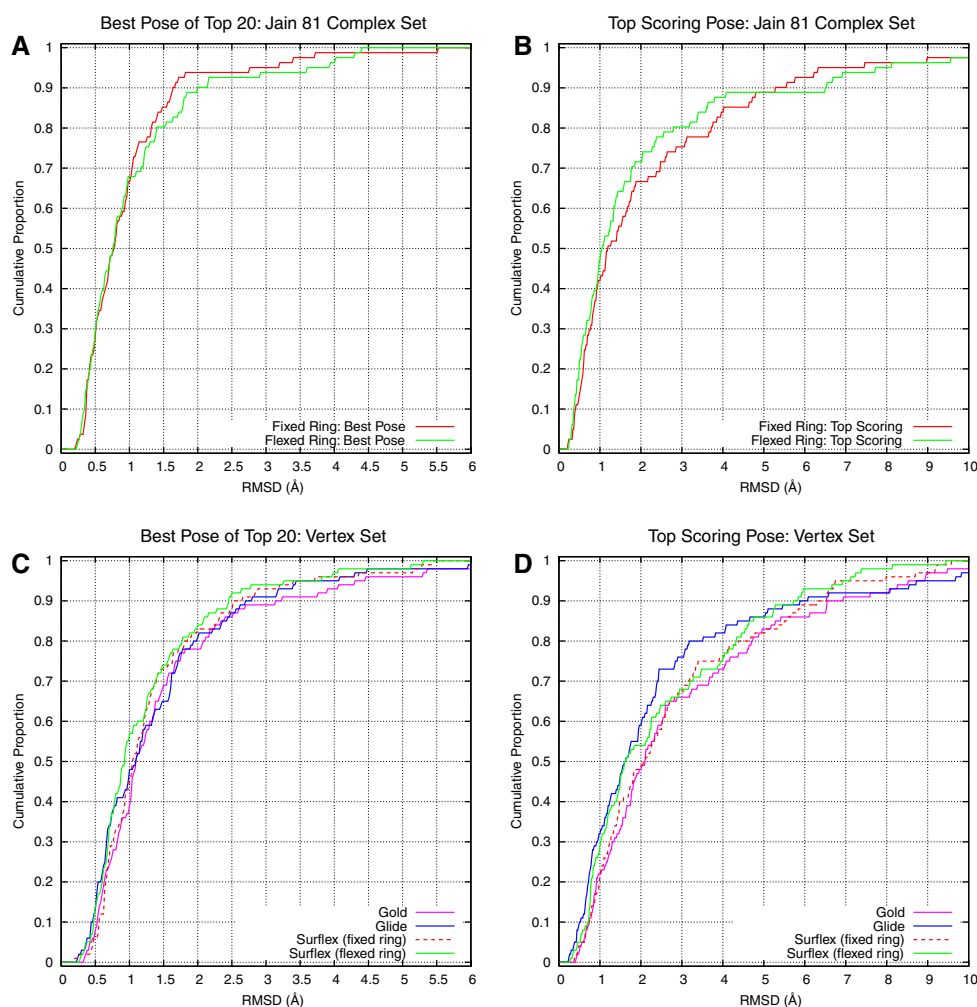 A
Best Pose of Top 20: Jain 81 Complex Set
Cumulative Proportion
1
0.9
0.8
0.7
0.6
0.5
0.4
0.3
0.2
0.1
0
Fixed Ring: Best Pose
Flexed Ring: Best Pose
0 0.5 1 1.5 2 2.5 3 3.5 4 4.5 5 5.5 6
RMSD (Å)
B
Top Scoring Pose: Jain 81 Complex Set
Cumulative Proportion
1
0.9
0.8
0.7
0.6
0.5
0.4
0.3
0.2
0.1
0
Fixed Ring: Top Scoring
Flexed Ring: Top Scoring
0 1 2 3 4 5 6 7 8 9 10
RMSD (Å)
C
Best Pose of Top 20: Vertex Set
Cumulative Proportion
1
0.9
0.8
0.7
0.6
0.5
0.4
0.3
0.2
0.1
0
Gold
Glide
Surflex (fixed ring)
Surflex (flexed ring)
0 0.5 1 1.5 2 2.5 3 3.5 4 4.5 5 5.5 6
RMSD (Å)
D
Top Scoring Pose: Vertex Set
Cumulative Proportion
1
0.9
0.8
0.7
0.6
0.5
0.4
0.3
0.2
0.1
0
Gold
Glide
Surflex (fixed ring)
Surflex (flexed ring)
0 1 2 3 4 5 6 7 8 9 10
RMSD (Å)